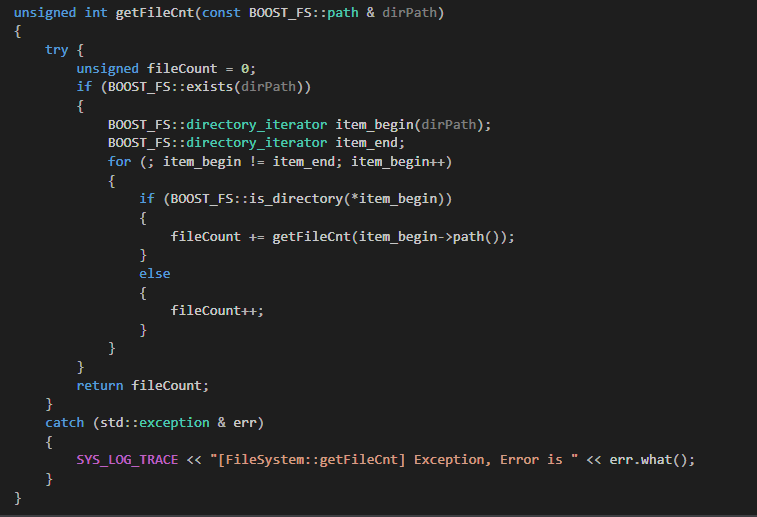 unsigned int getFileCnt(const BOOST_FS::path & dirPath)
{
    try {
        unsigned fileCount = 0;
        if (BOOST_FS::exists(dirPath))
        {
            BOOST_FS::directory_iterator item_begin(dirPath);
            BOOST_FS::directory_iterator item_end;
            for (; item_begin != item_end; item_begin++)
            {
                if (BOOST_FS::is_directory(*item_begin))
                {
                    fileCount += getFileCnt(item_begin->path());
                }
                else
                {
                    fileCount++;
                }
            }
        }
        return fileCount;
    }
    catch (std::exception & err)
    {
        SYS_LOG_TRACE << "[FileSystem::getFileCnt] Exception, Error is " << err.what();
    }
}